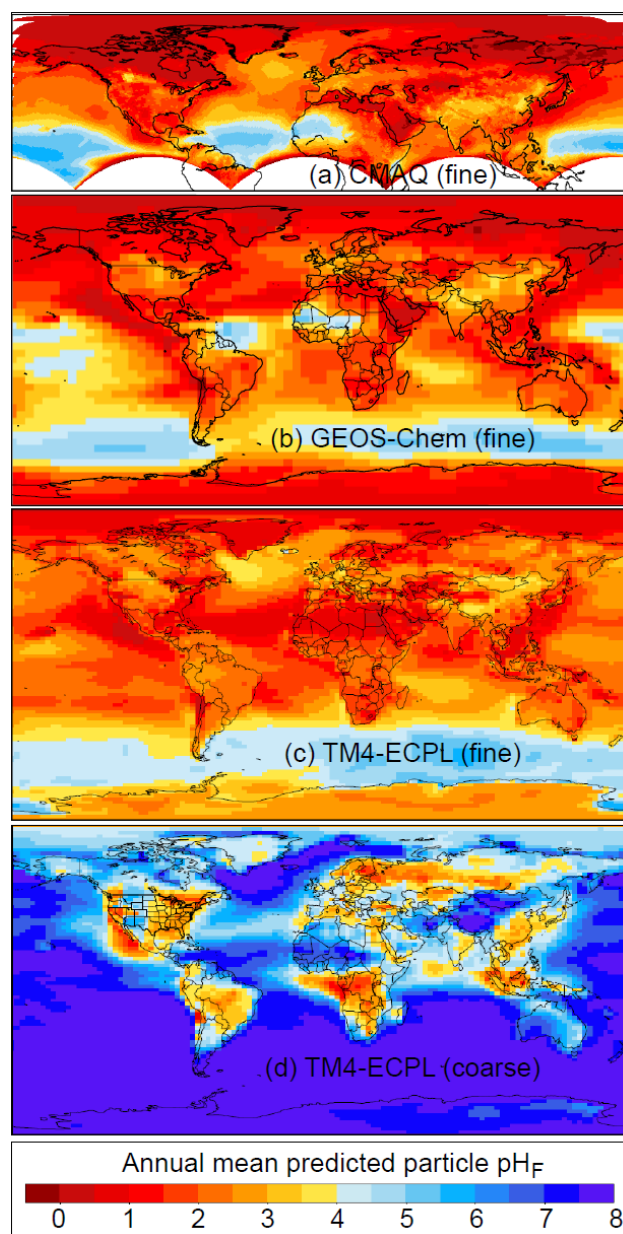 (a) CMAQ (fine)
(b) GEOS-Chem (fine)
(c) TM4-ECPL (fine)
(d) TM4-ECPL (coarse)
Annual mean predicted particle pH_F
0 1 2 3 4 5 6 7 8